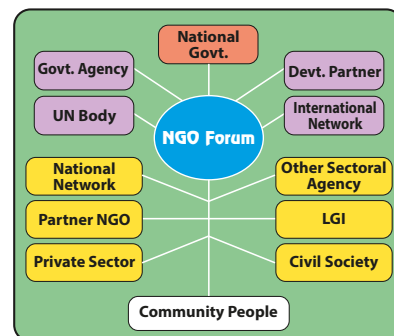 National
Govt.
Govt. Agency
Devt. Partner
UN Body
International
Network
NGO Forum
National
Network
Other Sectoral
Agency
Partner NGO
LGI
Private Sector
Civil Society
Community People